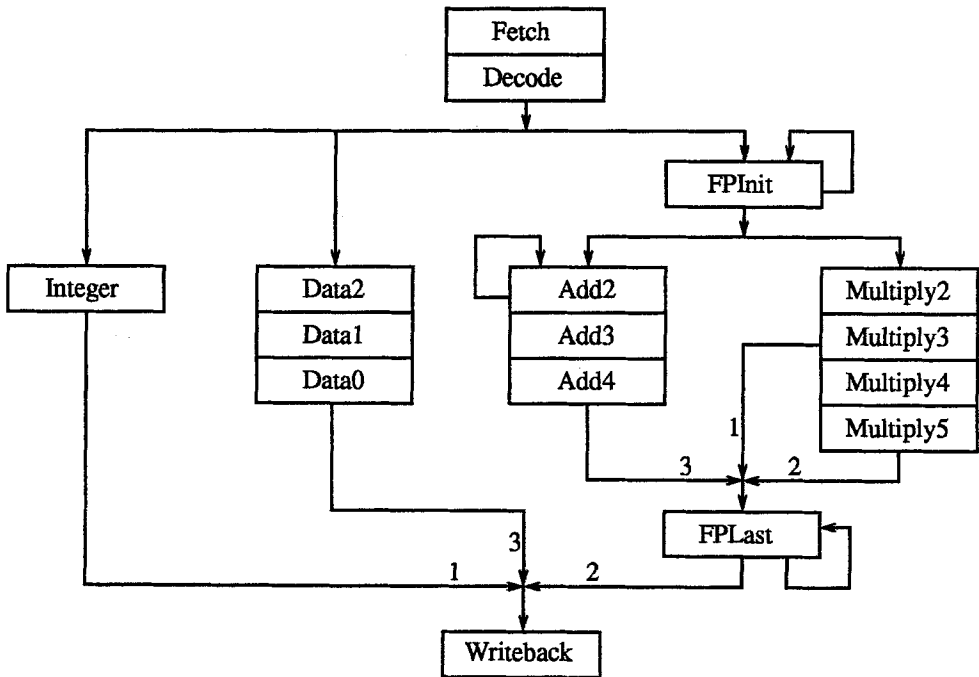 Fetch
Decode
FPInit
Integer
Data2
Data1
Data0
Add2
Add3
Add4
Multiply2
Multiply3
Multiply4
Multiply5
1
3
2
FPLast
3
1
2
Writeback